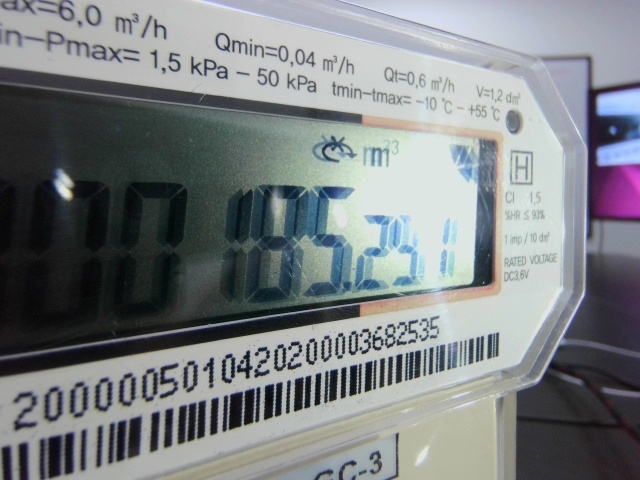 ax=6,0 m³/h
Qmin=0,04 m³/h
Qt=0,6 m³/h
V=1,2 dm³
in-Pmax= 1,5 kPa - 50 kPa
tmin-tmax= -10 °C - +55 °C
m³
H
Cl 1,5
%HR ≤ 93%
1 imp / 10 dm³
RATED VOLTAGE
DC3,6V
000185.291
20000050104202000003682535
GC-3